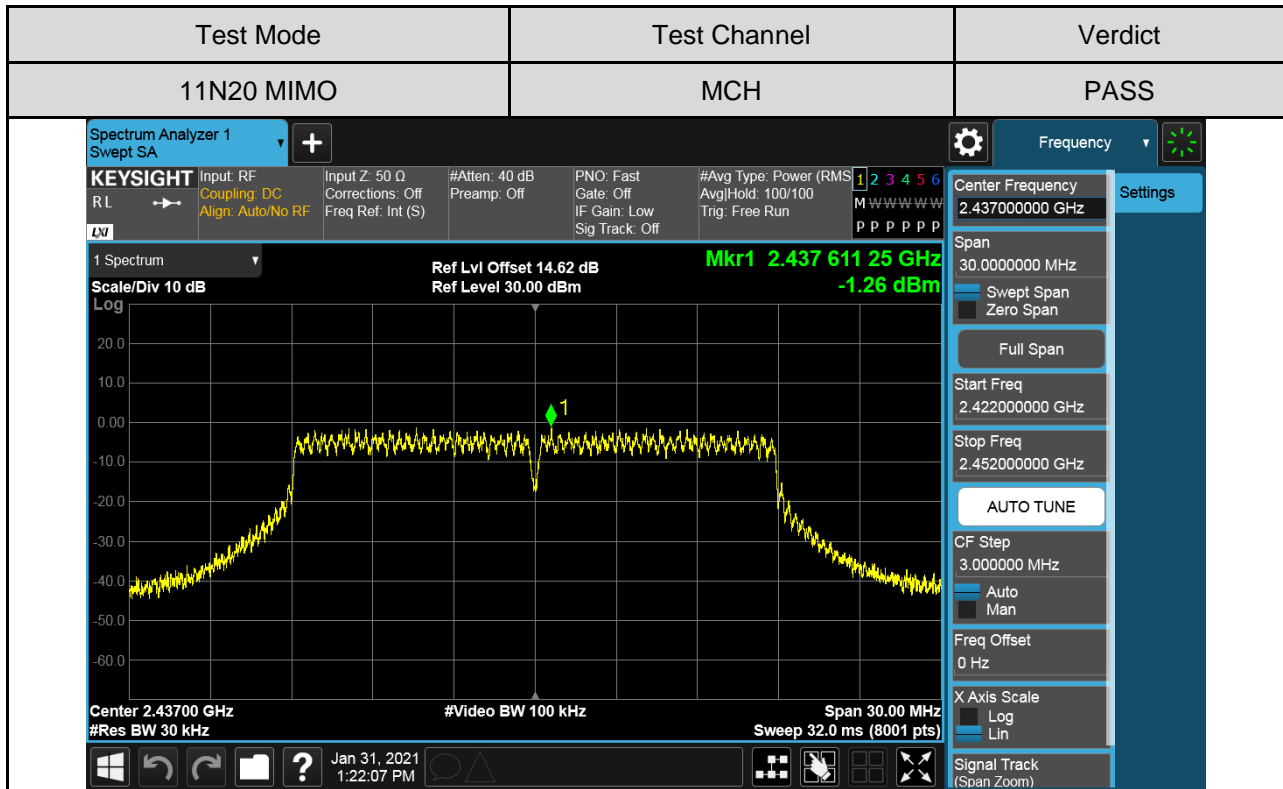 Test Mode Test Channel Verdict
11N20 MIMO MCH PASS
Spectrum Analyzer 1
Swept SA
+
Frequency
KEYSIGHT
RL
LXI
Input: RF
Coupling: DC
Align: Auto/No RF
Input Z: 50 Ω
Corrections: Off
Freq Ref: Int (S)
#Atten: 40 dB
Preamp: Off
PNO: Fast
Gate: Off
IF Gain: Low
Sig Track: Off
#Avg Type: Power (RMS
Avg|Hold: 100/100
Trig: Free Run
1 2 3 4 5 6
M W W W W W
P P P P P P
1 Spectrum
Scale/Div 10 dB
Log
Ref Lvl Offset 14.62 dB
Ref Level 30.00 dBm
Mkr1 2.437 611 25 GHz
-1.26 dBm
20.0
10.0
0.00
-10.0
-20.0
-30.0
-40.0
-50.0
-60.0
1
Center 2.43700 GHz
#Res BW 30 kHz
#Video BW 100 kHz
Span 30.00 MHz
Sweep 32.0 ms (8001 pts)
?
Jan 31, 2021
1:22:07 PM
Center Frequency
2.437000000 GHz
Settings
Span
30.0000000 MHz
Swept Span
Zero Span
Full Span
Start Freq
2.422000000 GHz
Stop Freq
2.452000000 GHz
AUTO TUNE
CF Step
3.000000 MHz
Auto
Man
Freq Offset
0 Hz
X Axis Scale
Log
Lin
Signal Track
(Span Zoom)